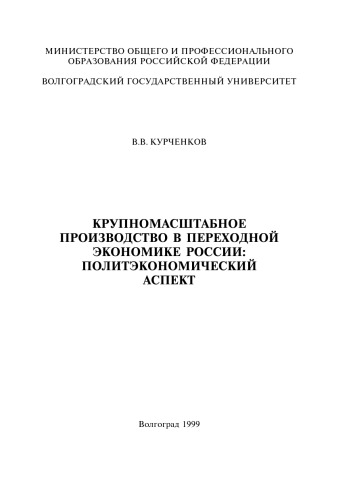 МИНИСТЕРСТВО ОБЩЕГО И ПРОФЕССИОНАЛЬНОГО
ОБРАЗОВАНИЯ РОССИЙСКОЙ ФЕДЕРАЦИИ
ВОЛГОГРАДСКИЙ ГОСУДАРСТВЕННЫЙ УНИВЕРСИТЕТ
В.В. КУРЧЕНКОВ
КРУПНОМАСШТАБНОЕ
ПРОИЗВОДСТВО В ПЕРЕХОДНОЙ
ЭКОНОМИКЕ РОССИИ:
ПОЛИТЭКОНОМИЧЕСКИЙ
АСПЕКТ
Волгоград 1999